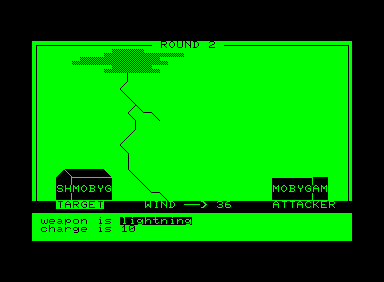 ROUND 2
SHMOBYG MOBYGAM
TARGET WIND --> 36 ATTACKER
weapon is lightning
charge is 10